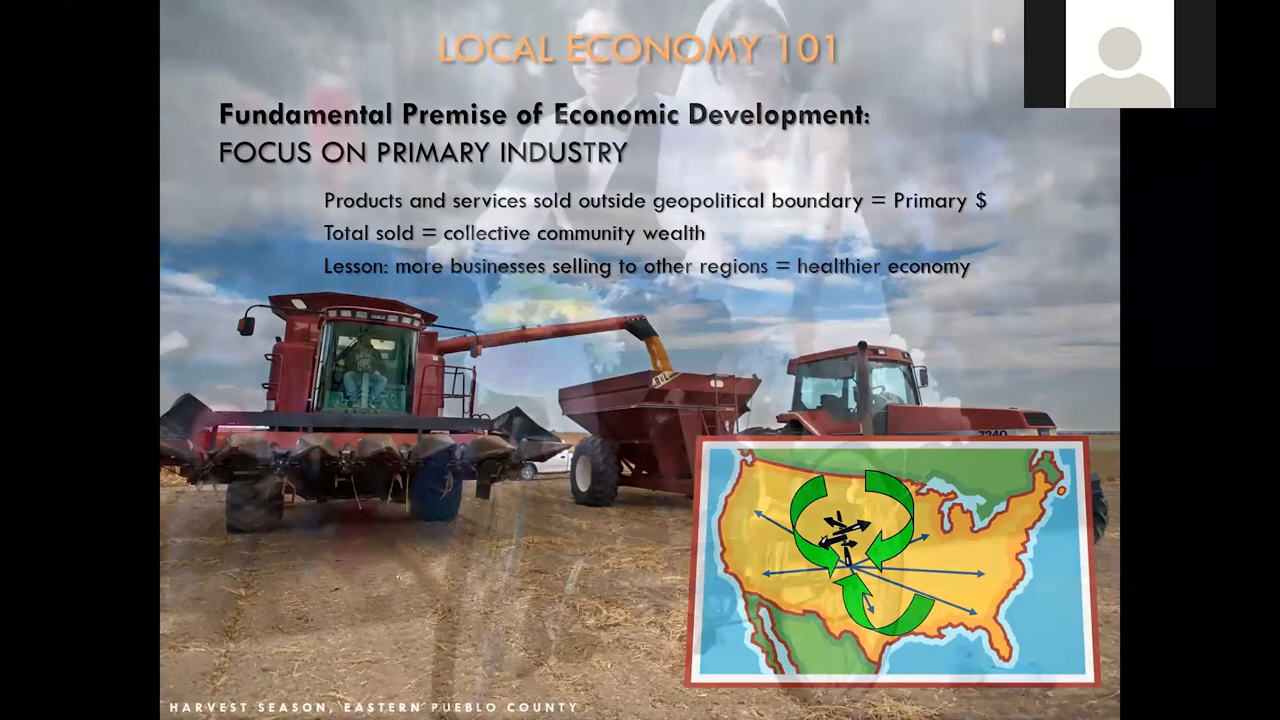 LOCAL ECONOMY 101
Fundamental Premise of Economic Development:
FOCUS ON PRIMARY INDUSTRY
Products and services sold outside geopolitical boundary = Primary $
Total sold = collective community wealth
Lesson: more businesses selling to other regions = healthier economy
7240
HARVEST SEASON, EASTERN PUEBLO COUNTY